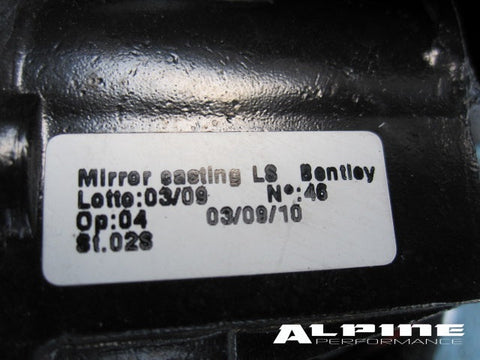 Mirror casting LS Bentley
Lotto:03/09 N°:46
Op:04 03/09/10
St.02S
ALPINE
PERFORMANCE